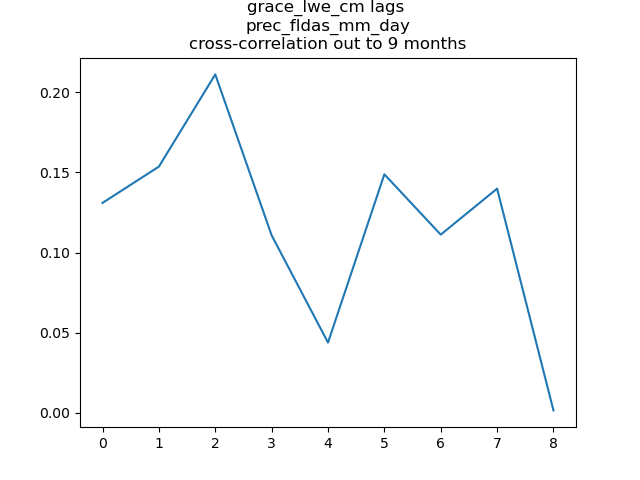 grace_lwe_cm lags
prec_fldas_mm_day
cross-correlation out to 9 months
0.20
0.15
0.10
0.05
0.00
0 1 2 3 4 5 6 7 8